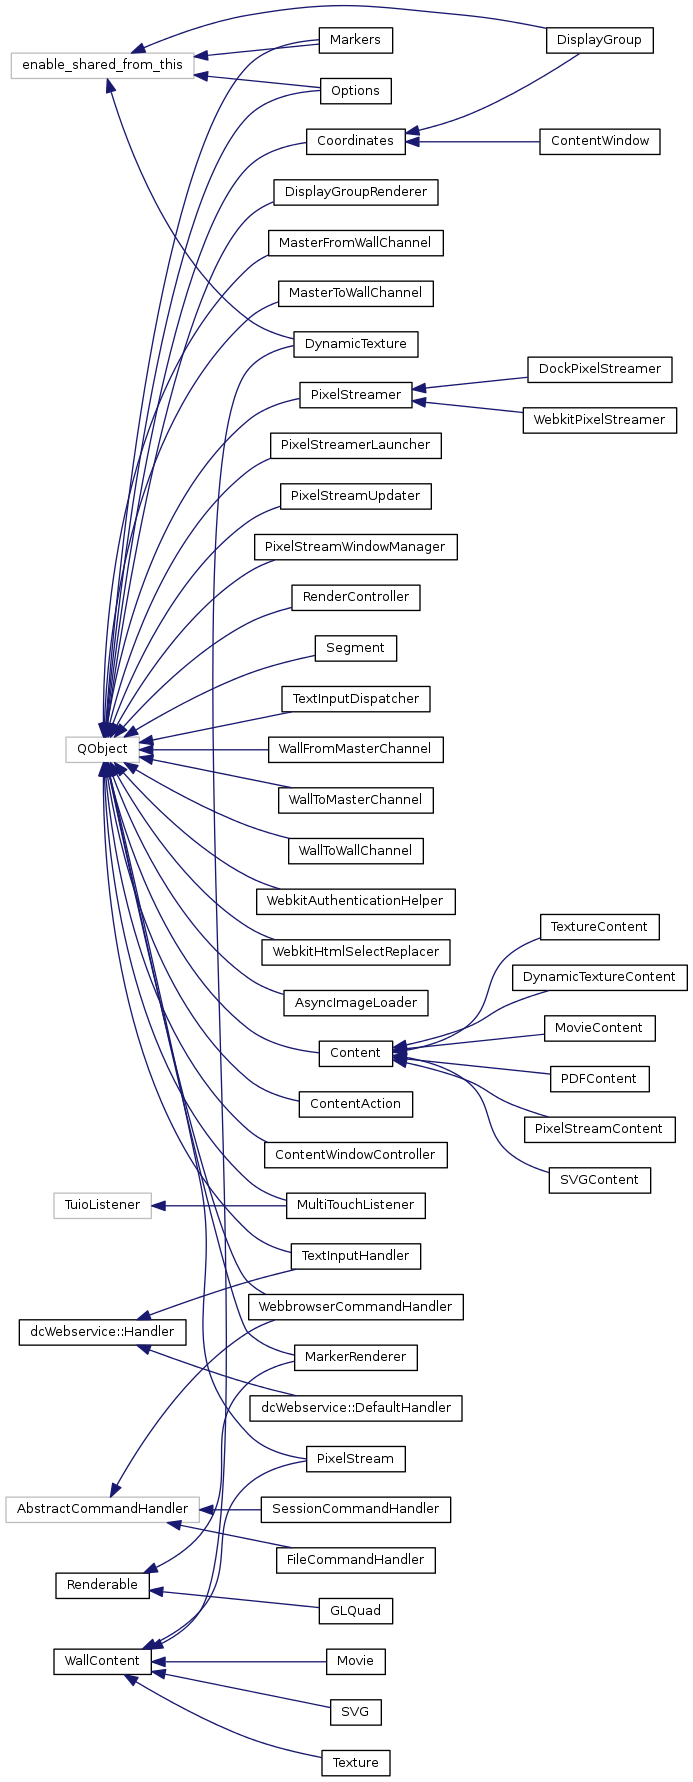 DisplayGroup
Markers
enable_shared_from_this
Options
Coordinates
ContentWindow
DisplayGroupRenderer
MasterFromWallChannel
MasterToWallChannel
DynamicTexture
DockPixelStreamer
PixelStreamer
WebkitPixelStreamer
PixelStreamerLauncher
PixelStreamUpdater
PixelStreamWindowManager
RenderController
Segment
TextInputDispatcher
QObject
WallFromMasterChannel
WallToMasterChannel
WallToWallChannel
WebkitAuthenticationHelper
TextureContent
WebkitHtmlSelectReplacer
DynamicTextureContent
AsyncImageLoader
MovieContent
Content
PDFContent
ContentAction
PixelStreamContent
ContentWindowController
SVGContent
TuioListener
MultiTouchListener
TextInputHandler
WebbrowserCommandHandler
dcWebservice::Handler
MarkerRenderer
dcWebservice::DefaultHandler
PixelStream
AbstractCommandHandler
SessionCommandHandler
FileCommandHandler
Renderable
GLQuad
WallContent
Movie
SVG
Texture